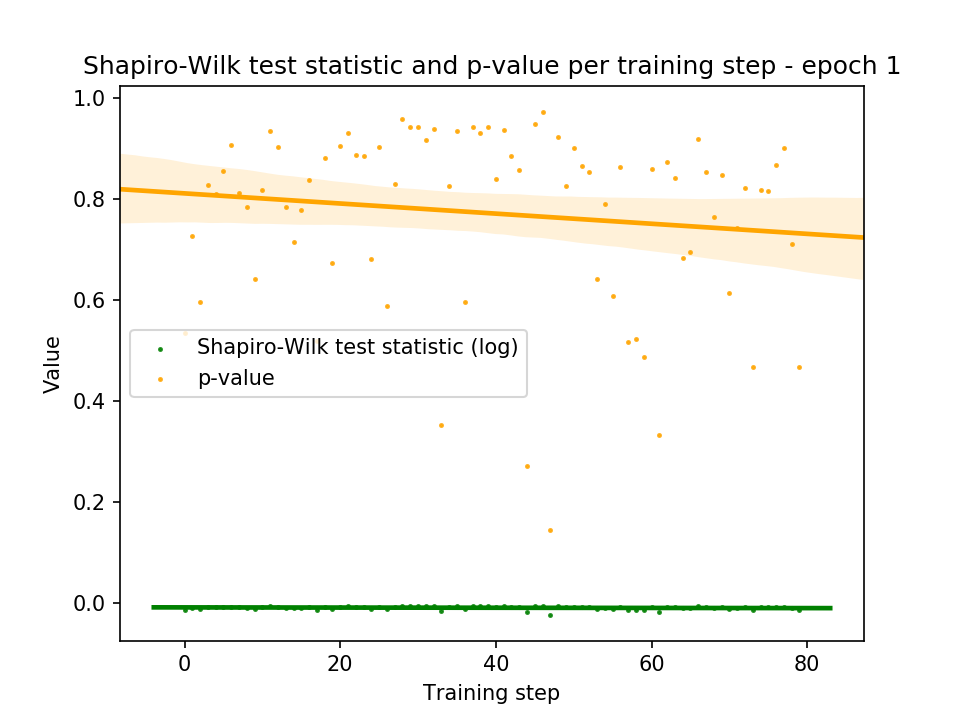 Shapiro-Wilk test statistic and p-value per training step - epoch 1
1.0
0.8
0.6
0.4
0.2
0.0
Value
Shapiro-Wilk test statistic (log)
p-value
0 20 40 60 80
Training step